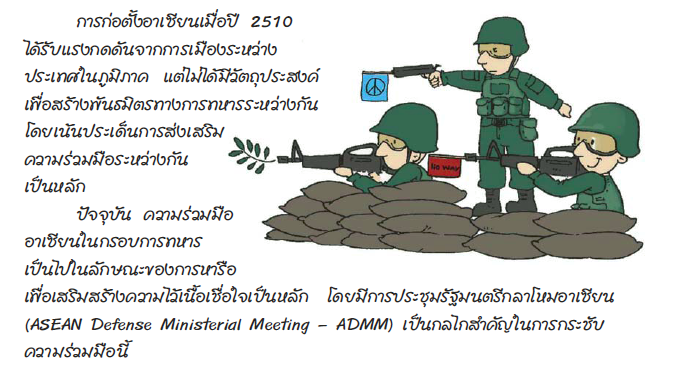 การก่อตั้งอาเซียนเมื่อปี 2510
ได้รับแรงกดดันจากการเมืองระหว่าง
ประเทศในภูมิภาค แต่ไม่ได้มีวัตถุประสงค์
เพื่อสร้างพันธมิตรทางการทหารระหว่างกัน
โดยเน้นประเด็นการส่งเสริม
ความร่วมมือระหว่างกัน
เป็นหลัก
No Way
ปัจจุบัน ความร่วมมือ
อาเซียนในกรอบการทหาร
เป็นไปในลักษณะของการหารือ
เพื่อเสริมสร้างความไว้เนื้อเชื่อใจเป็นหลัก โดยมีการประชุมรัฐมนตรีกลาโหมอาเซียน
(ASEAN Defense Ministerial Meeting - ADMM) เป็นกลไกสำคัญในการกระชับ
ความร่วมมือนี้